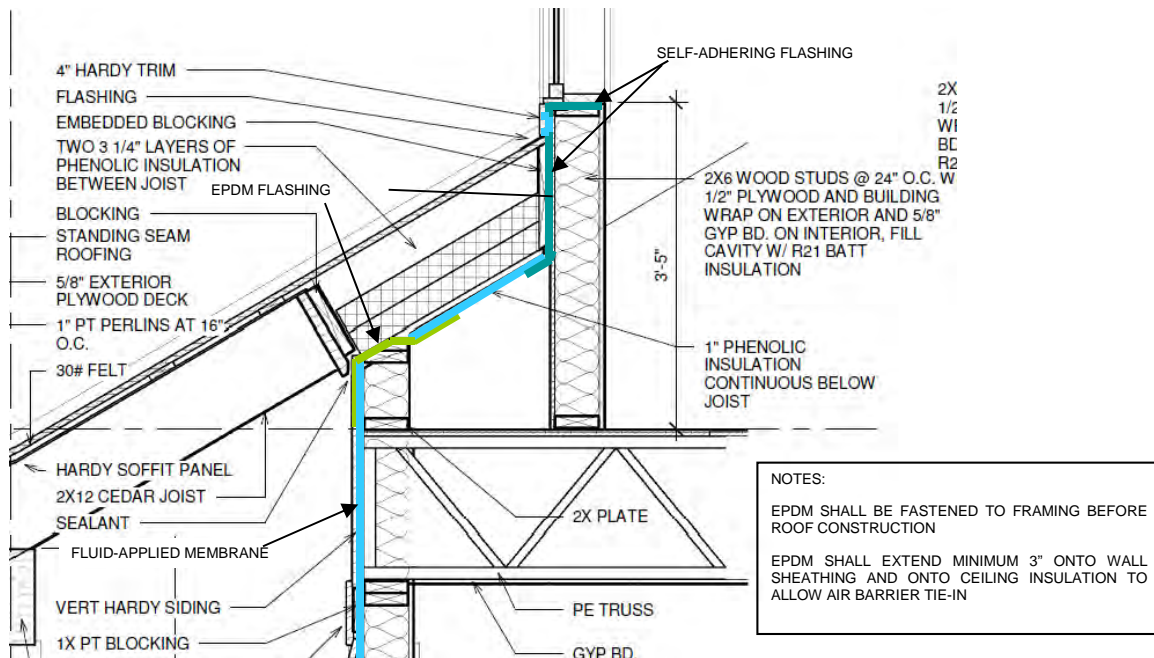 4" HARDY TRIM
FLASHING
EMBEDDED BLOCKING
TWO 3 1/4" LAYERS OF
PHENOLIC INSULATION
BETWEEN JOIST
EPDM FLASHING
BLOCKING
STANDING SEAM
ROOFING
5/8" EXTERIOR
PLYWOOD DECK
1" PT PERLINS AT 16"
O.C.
30# FELT
HARDY SOFFIT PANEL
2X12 CEDAR JOIST
SEALANT
FLUID-APPLIED MEMBRANE
VERT HARDY SIDING
1X PT BLOCKING
SELF-ADHERING FLASHING
2X
1/2
BD
R2
W
2X6 WOOD STUDS @ 24" O.C.
1/2" PLYWOOD AND BUILDING
WRAP ON EXTERIOR AND 5/8"
GYP BD. ON INTERIOR, FILL
CAVITY W/ R21 BATT
INSULATION
3'-5"
1" PHENOLIC
INSULATION
CONTINUOUS BELOW
JOIST
2X PLATE
PE TRUSS
GYP BD.
NOTES:
EPDM SHALL BE FASTENED TO FRAMING BEFORE
ROOF CONSTRUCTION
EPDM SHALL EXTEND MINIMUM 3" ONTO WALL
SHEATHING AND ONTO CEILING INSULATION TO
ALLOW AIR BARRIER TIE-IN